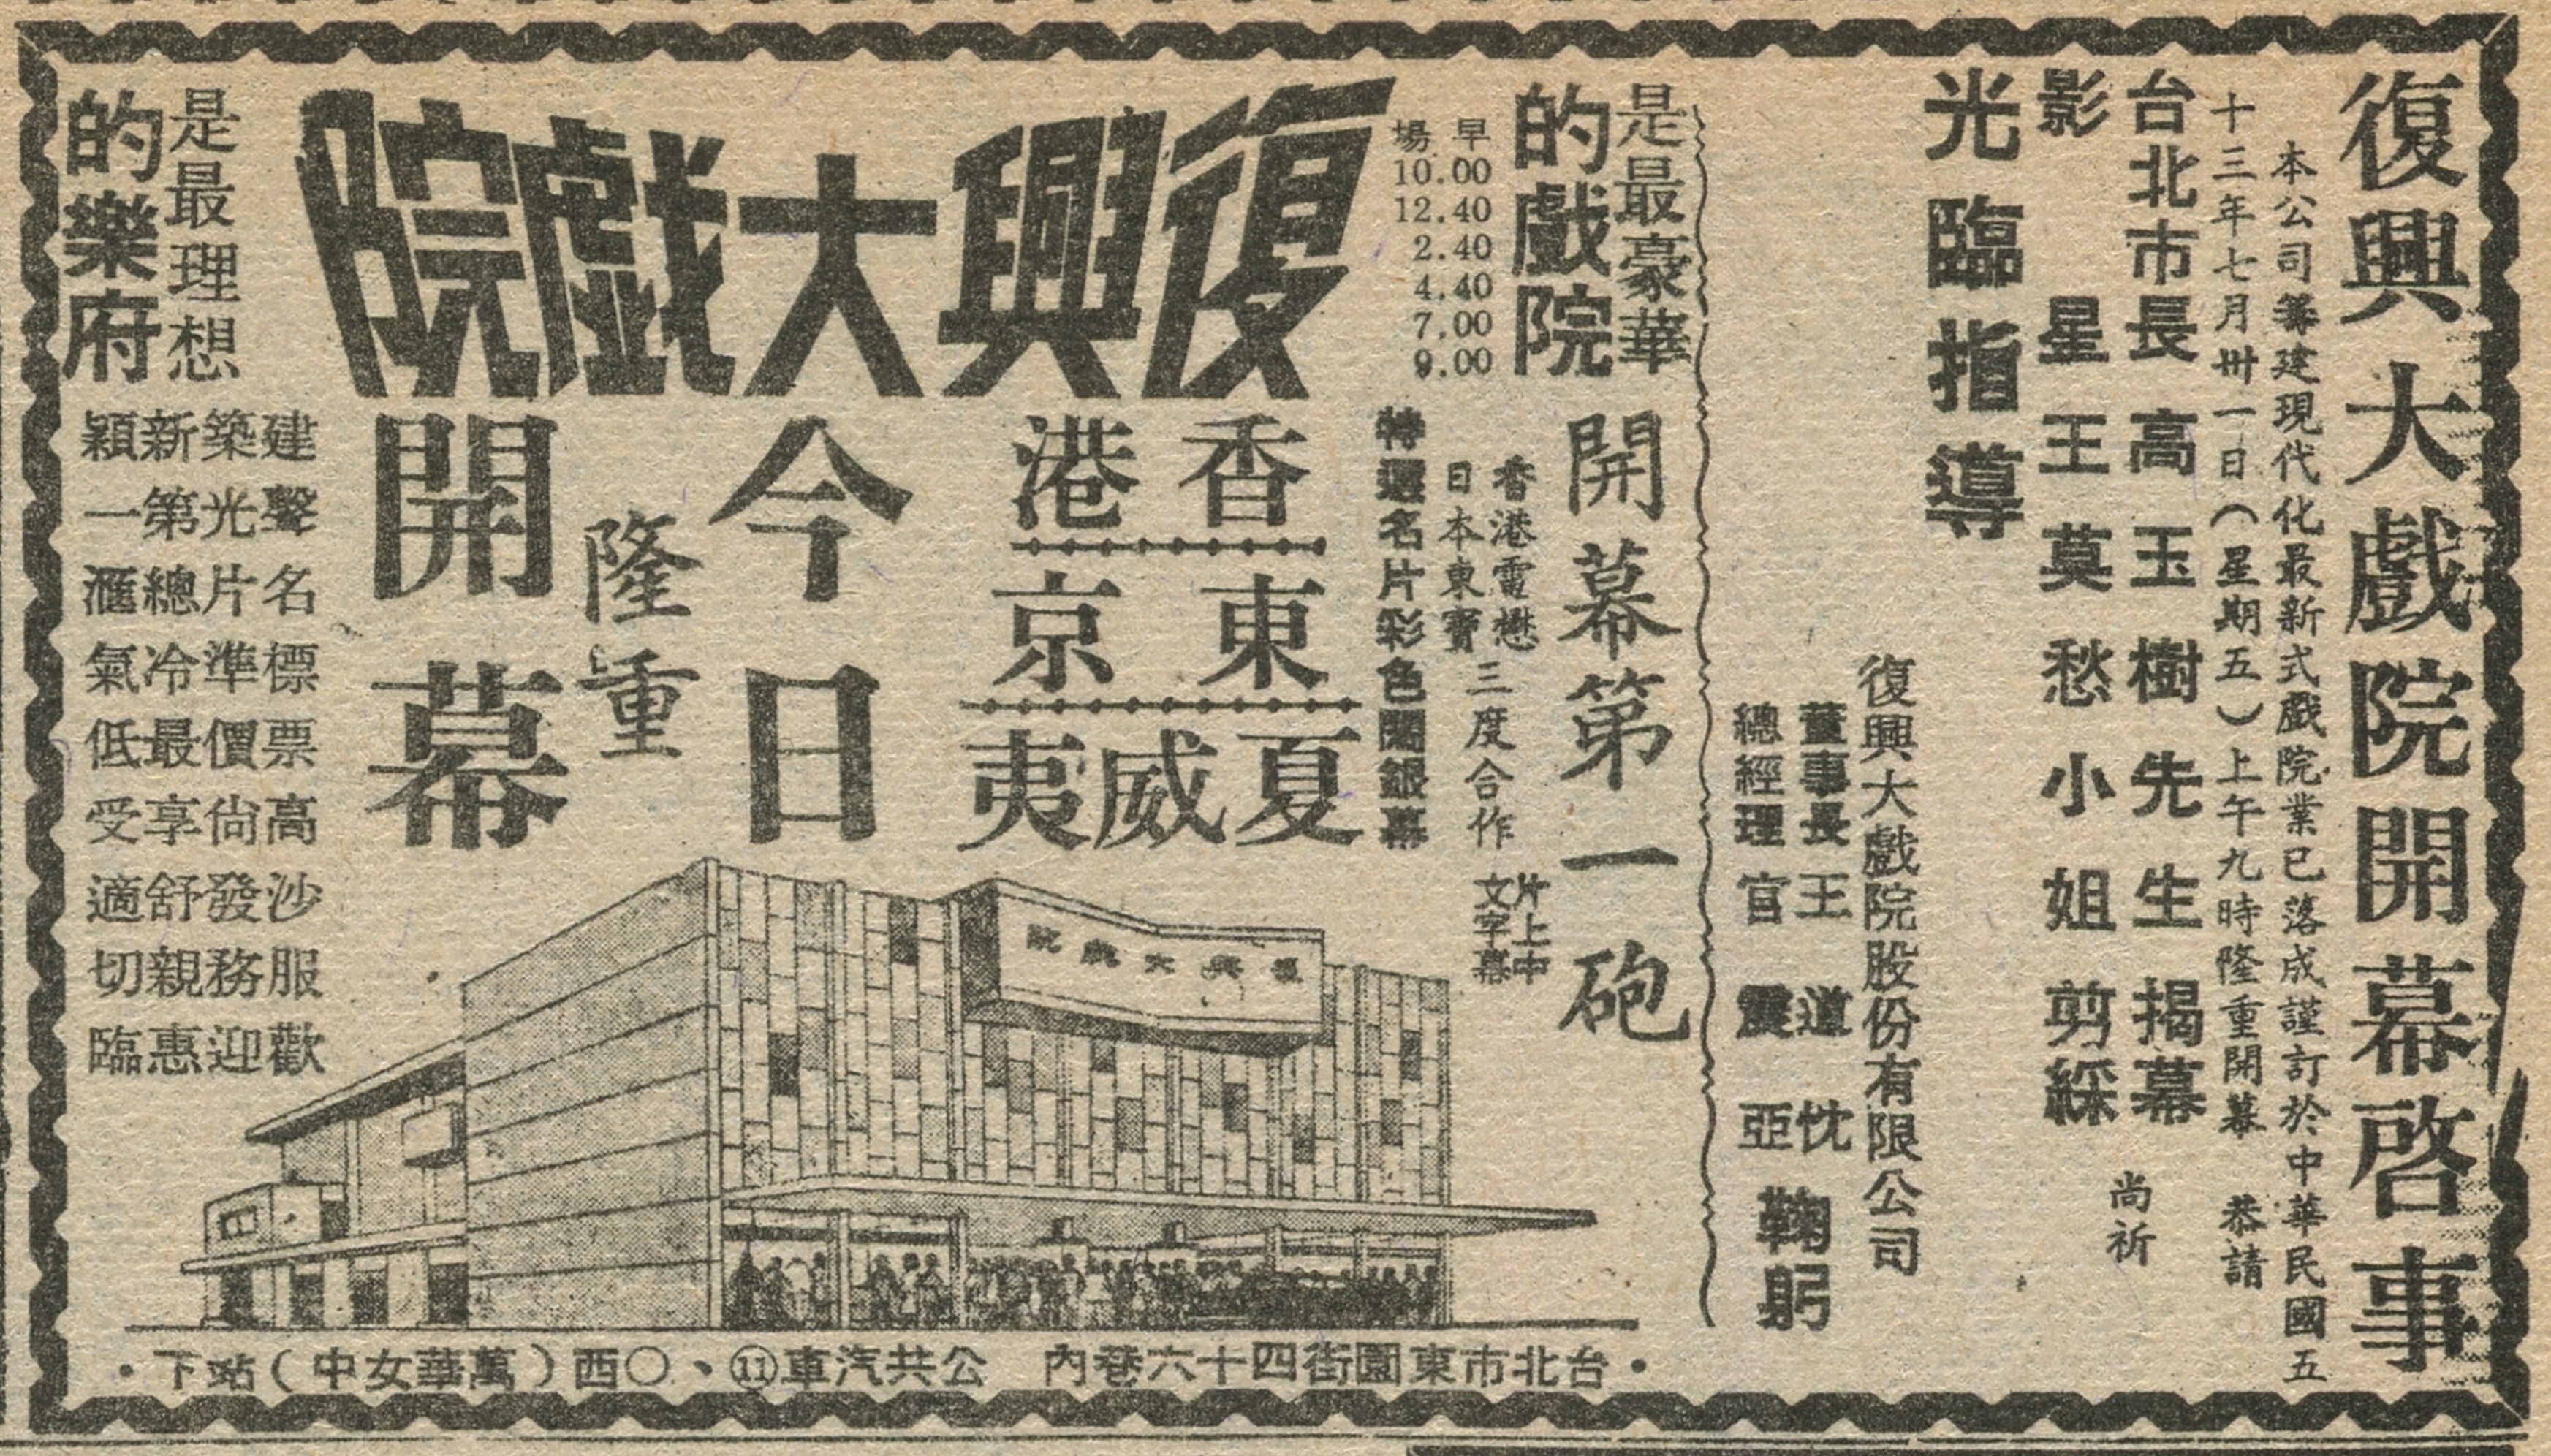 復興大戲院開幕啓事
本公司籌建現代化最新式戲院業已落成謹訂於中華民國五
十三年七月卅一日(星期五)上午九時隆重開幕 恭請
台北市長高玉樹先生揭幕
影星王莫愁小姐剪綵 尚祈
光臨指導
復興大戲院股份有限公司
董事長王道忱
總經理官震亞
鞠躬
是最豪華
的戲院
早場
10.00
12.40
2.40
4.40
7.00
9.00
開幕第一砲
香港電懋
日本東寶
三度合作
片上中
文字幕
特選名片彩色闊銀幕
復興大戲院
香港
東京
夏威夷
今日
隆重
開幕
是最理想
的樂府
建築新穎
聲光第一
名片總滙
標準冷氣
票價最低
高尚享受
沙發舒適
服務親切
歡迎惠臨
復興大戲院
·台北市東園街四十六巷內 公共汽車⑪、〇西(萬華女中)站下·